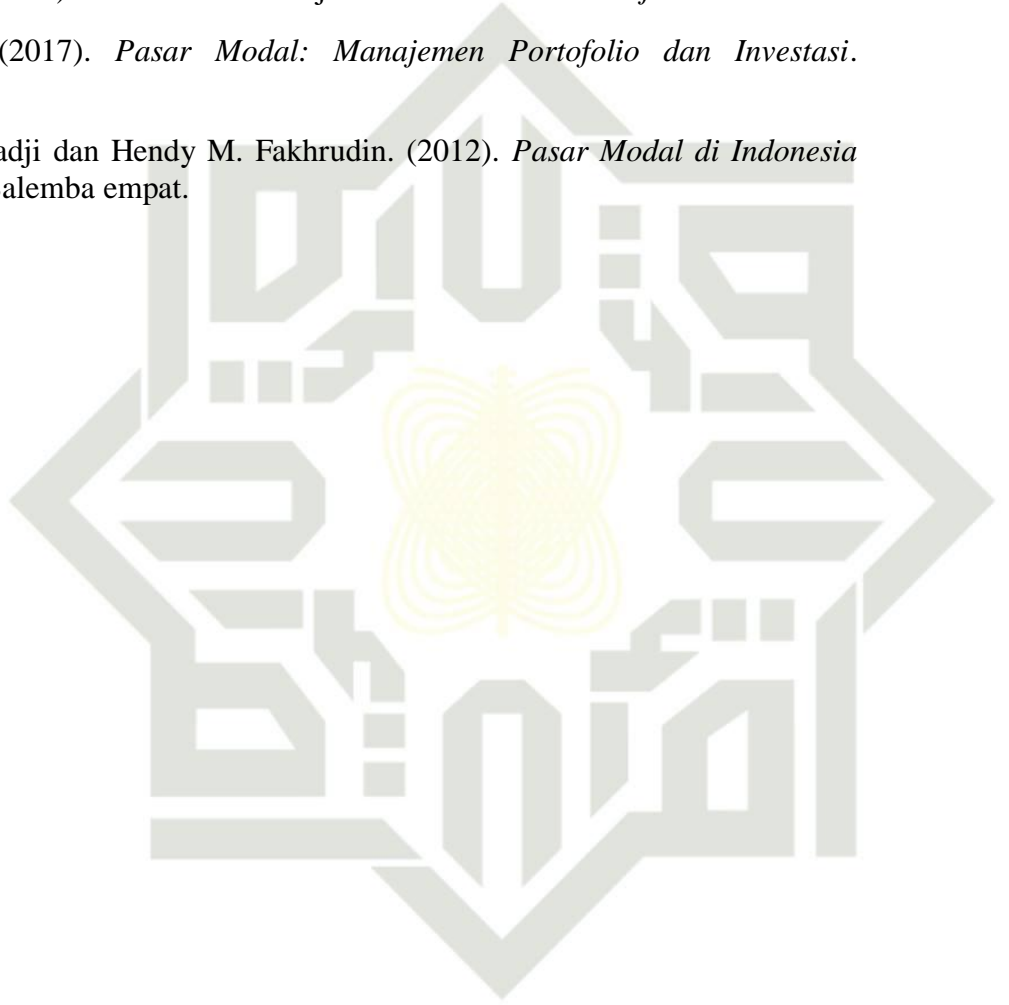 (2017). Pasar Modal: Manajemen Portofolio dan Investasi.
adji dan Hendy M. Fakhrudin. (2012). Pasar Modal di Indonesia
alemba empat.